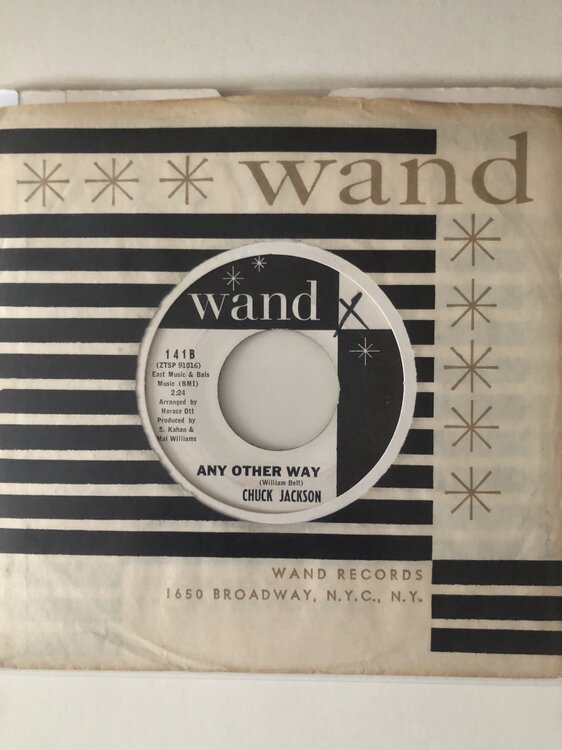 wand
wand
X
141B
(ZTSP 91016)
East Music & Bais
Music (BMI)
2:24
Arranged by
Horace Ott
Produced by
S. Kahan &
Mal Williams
ANY OTHER WAY
(William Bell)
CHUCK JACKSON
WAND RECORDS
1650 BROADWAY, N.Y.C., N.Y.